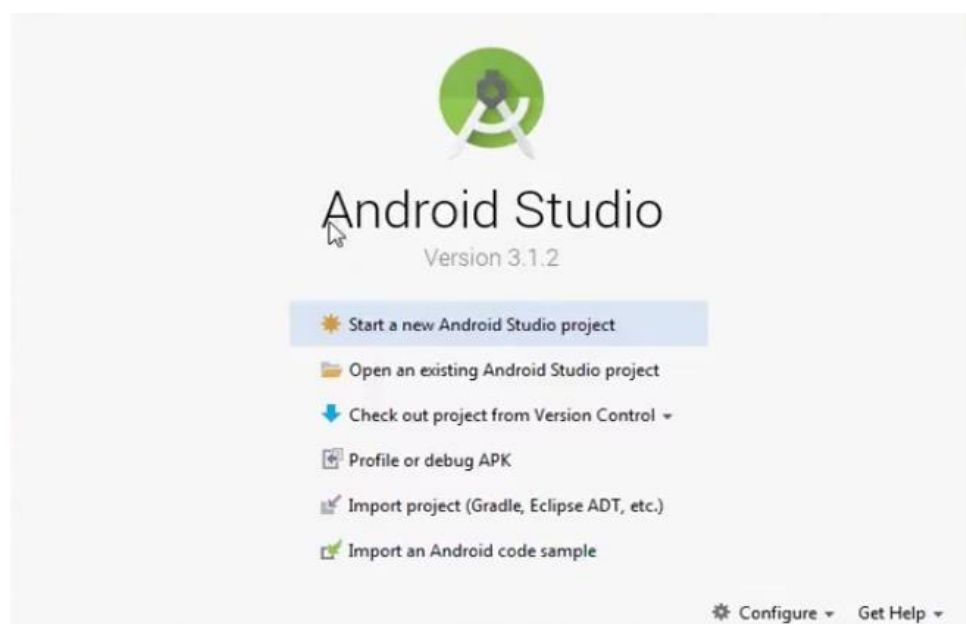 Android Studio
Version 3.1.2
Start a new Android Studio project
Open an existing Android Studio project
Check out project from Version Control
Profile or debug APK
Import project (Gradle, Eclipse ADT, etc.)
Import an Android code sample
Configure Get Help